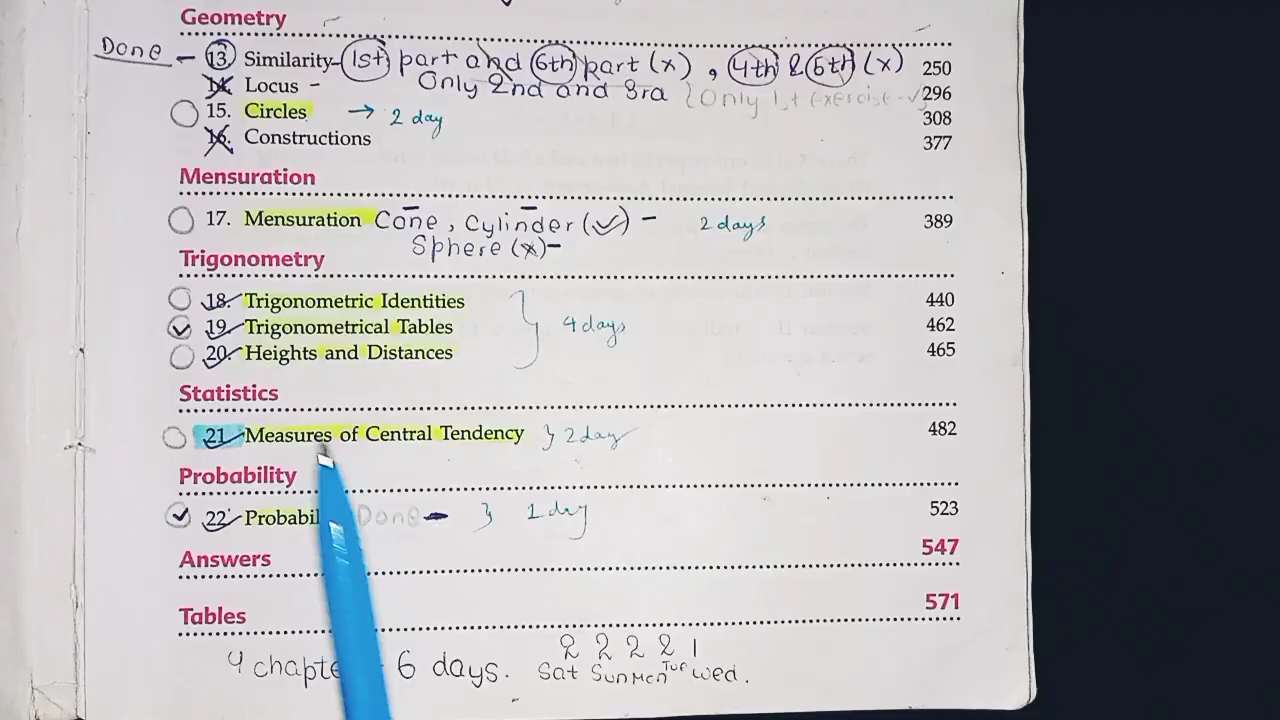 Geometry
Done - 13 Similarity- 1st part and 6th part (x) , 4th & 6th (x) 250
14. Locus - Only 2nd and 3rd {Only 1st Exercise - ✓ 296
15. Circles → 2 day 308
16. Constructions 377
Mensuration
17. Mensuration Cone, Cylinder (✓) - 2 days 389
Sphere (x)-
Trigonometry
18. Trigonometric Identities 440
19. Trigonometrical Tables } 4 days 462
20. Heights and Distances 465
Statistics
21 Measures of Central Tendency } 2 day 482
Probability
22. Done - } 1 day 523
Answers 547
Tables 571
2 2 2 2 1
4 6 days. Sat Sun Mon Tue Wed.